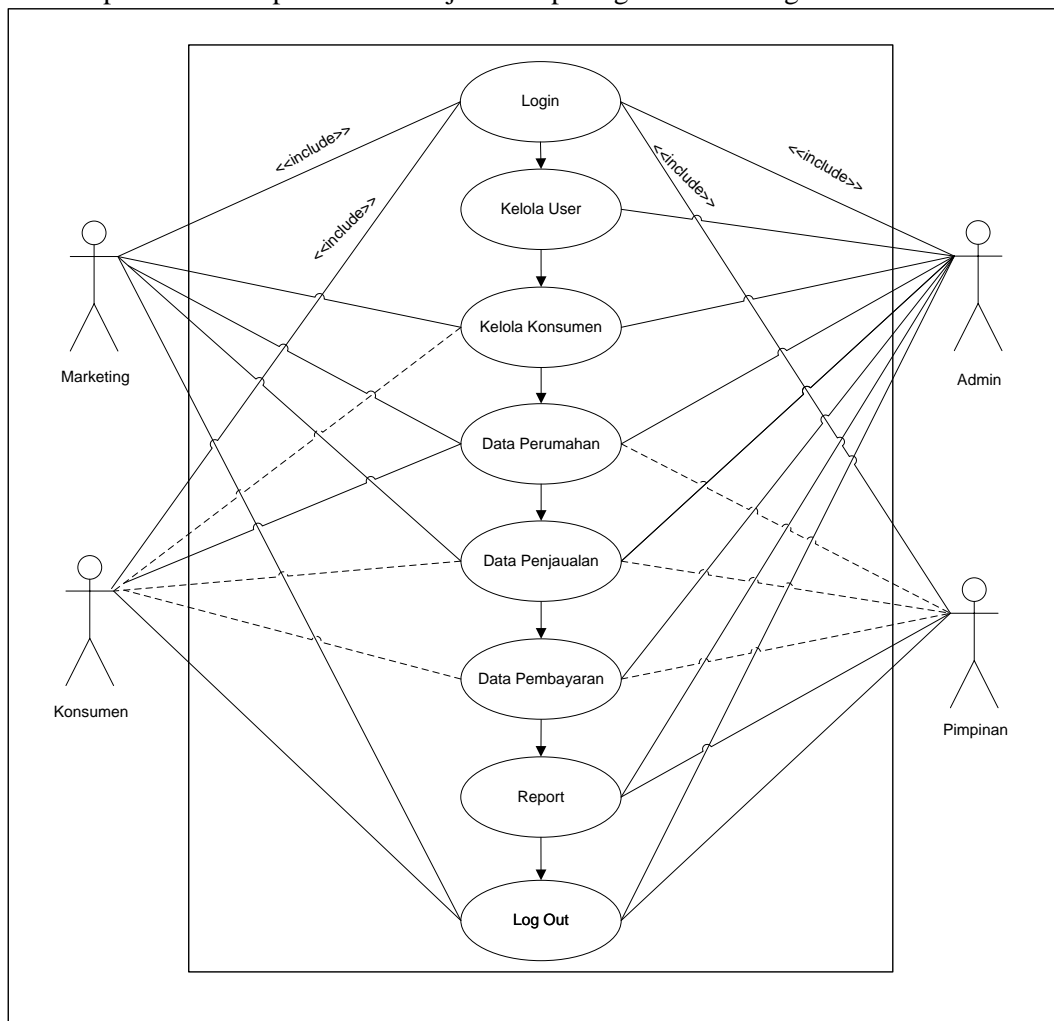 Login
<<include>>
<<include>>
<<include>>
<<include>>
Kelola User
Kelola Konsumen
Marketing
Admin
Data Perumahan
Data Penjaualan
Data Pembayaran
Konsumen
Pimpinan
Report
Log Out